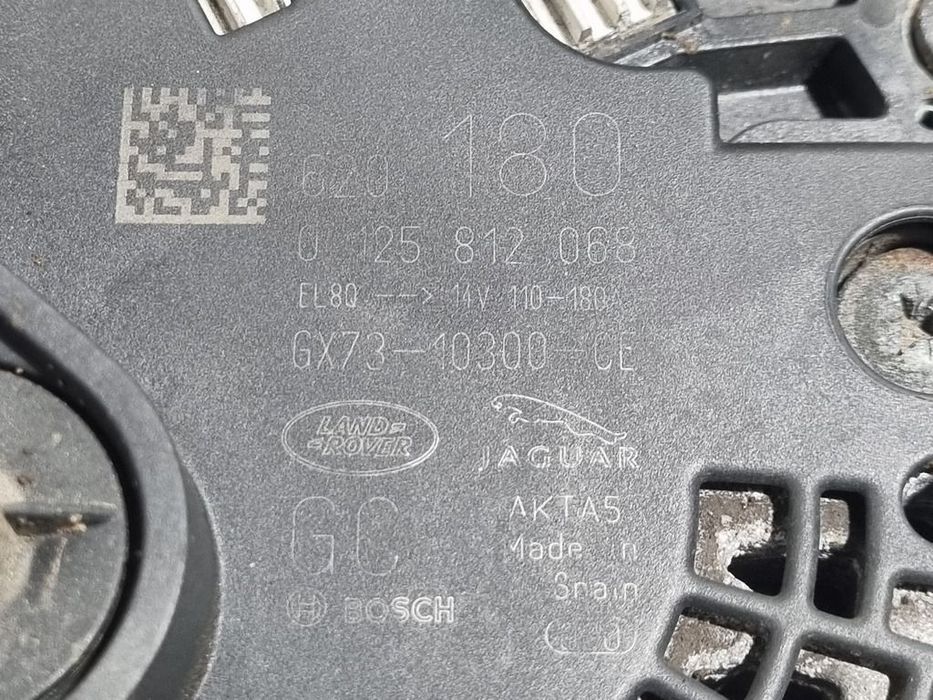 620 180
0 125 812 068
EL8Q --> 14V 110-180A
GX73-10300-CE
LAND-
-ROVER
JAGUAR
GC
AKTA5
Made in
Spain
BOSCH